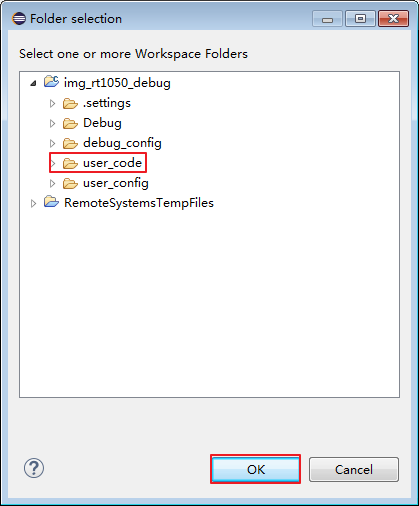 Folder selection
Select one or more Workspace Folders
img_rt1050_debug
.settings
Debug
debug_config
user_code
user_config
RemoteSystemsTempFiles
?
OK Cancel